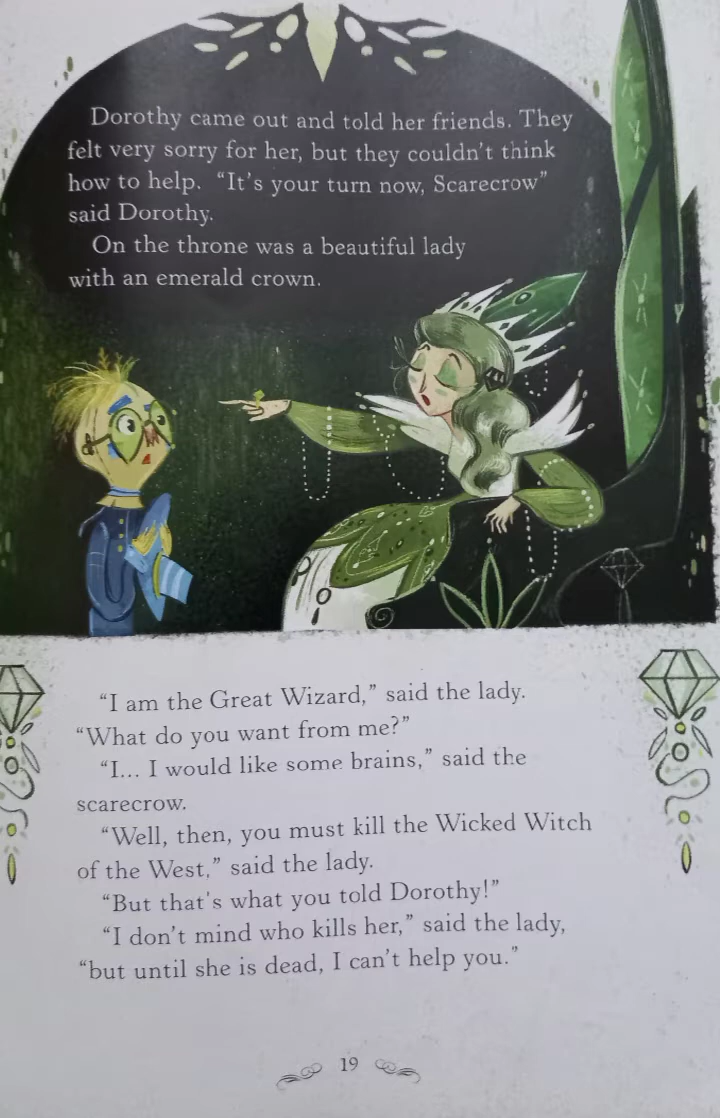 Dorothy came out and told her friends. They
felt very sorry for her, but they couldn't think
how to help. “It's your turn now, Scarecrow”
said Dorothy.
On the throne was a beautiful lady
with an emerald crown.
“I am the Great Wizard,” said the lady.
“What do you want from me?”
“I... I would like some brains,” said the
scarecrow.
“Well, then, you must kill the Wicked Witch
of the West,” said the lady.
“But that's what you told Dorothy!”
“I don't mind who kills her,” said the lady,
“but until she is dead, I can't help you.”
19